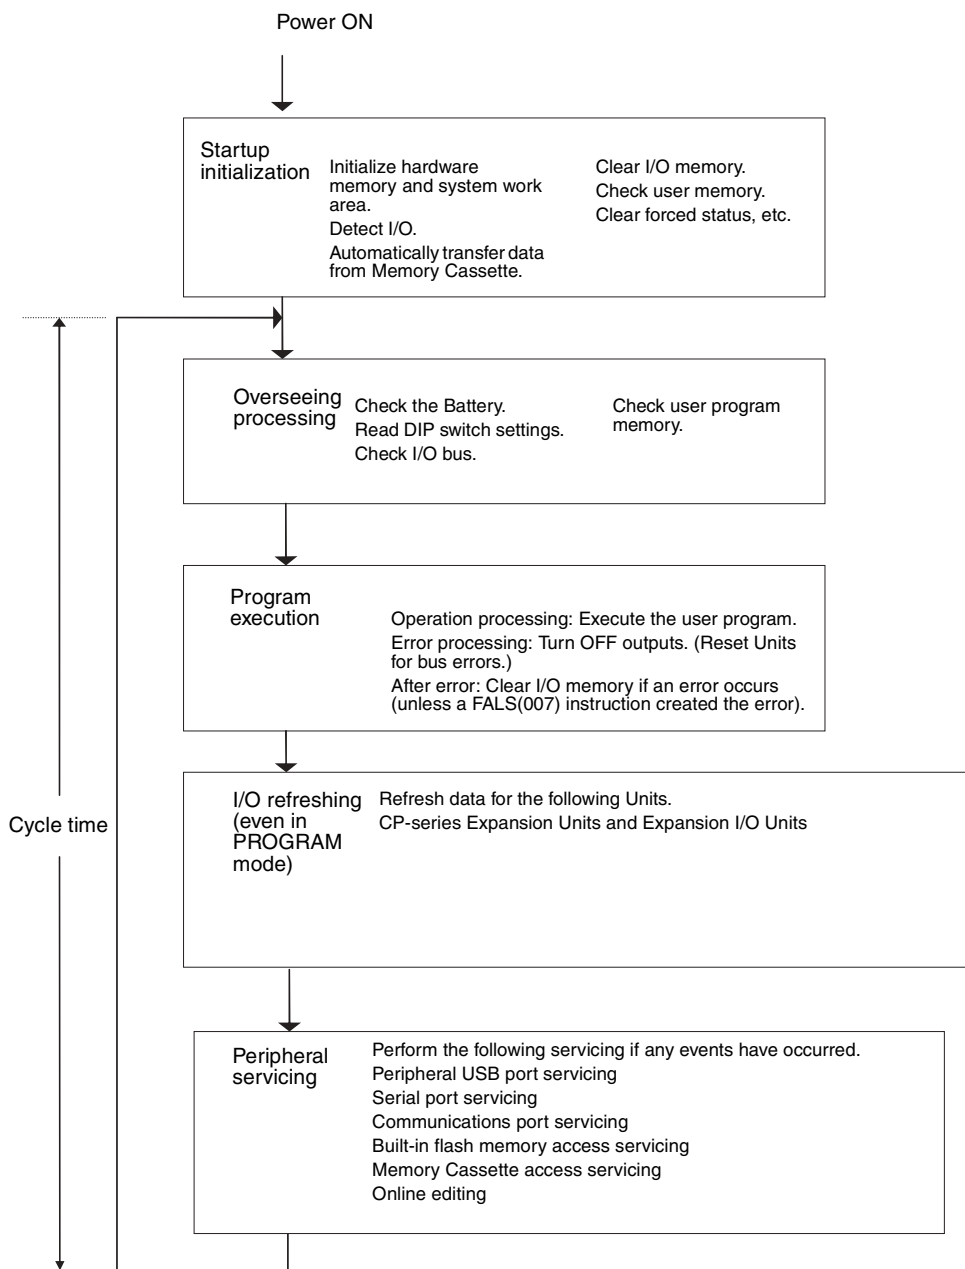 Power ON
Startup
initialization
Initialize hardware
memory and system work
area.
Detect I/O.
Automatically transfer data
from Memory Cassette.
Clear I/O memory.
Check user memory.
Clear forced status, etc.
Overseeing
processing
Check the Battery.
Read DIP switch settings.
Check I/O bus.
Check user program
memory.
Program
execution
Operation processing: Execute the user program.
Error processing: Turn OFF outputs. (Reset Units
for bus errors.)
After error: Clear I/O memory if an error occurs
(unless a FALS(007) instruction created the error).
Cycle time
I/O refreshing
(even in
PROGRAM
mode)
Refresh data for the following Units.
CP-series Expansion Units and Expansion I/O Units
Peripheral
servicing
Perform the following servicing if any events have occurred.
Peripheral USB port servicing
Serial port servicing
Communications port servicing
Built-in flash memory access servicing
Memory Cassette access servicing
Online editing